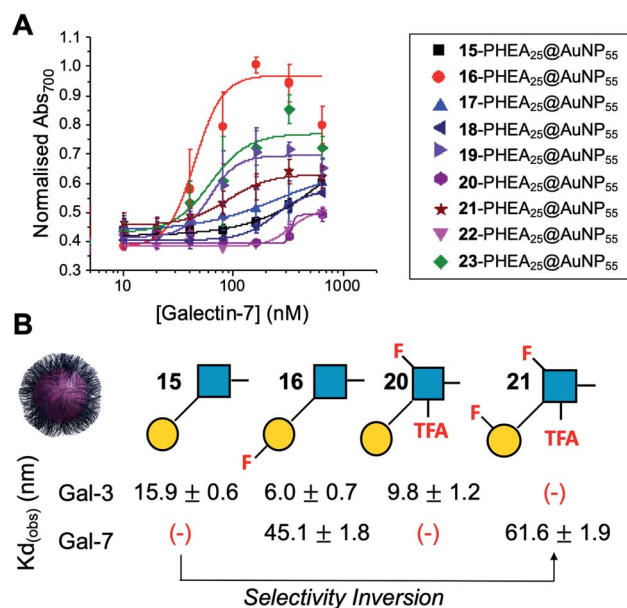 A
Normalised Abs700
1.1
1.0
0.9
0.8
0.7
0.6
0.5
0.4
0.3
10 100 1000
[Galectin-7] (nM)
15-PHEA25@AuNP55
16-PHEA25@AuNP55
17-PHEA25@AuNP55
18-PHEA25@AuNP55
19-PHEA25@AuNP55
20-PHEA25@AuNP55
21-PHEA25@AuNP55
22-PHEA25@AuNP55
23-PHEA25@AuNP55
B
15 16 20 21
F F F F
TFA TFA
Kd(obs) (nm)
Gal-3 15.9 ± 0.6 6.0 ± 0.7 9.8 ± 1.2 (-)
Gal-7 (-) 45.1 ± 1.8 (-) 61.6 ± 1.9
Selectivity Inversion